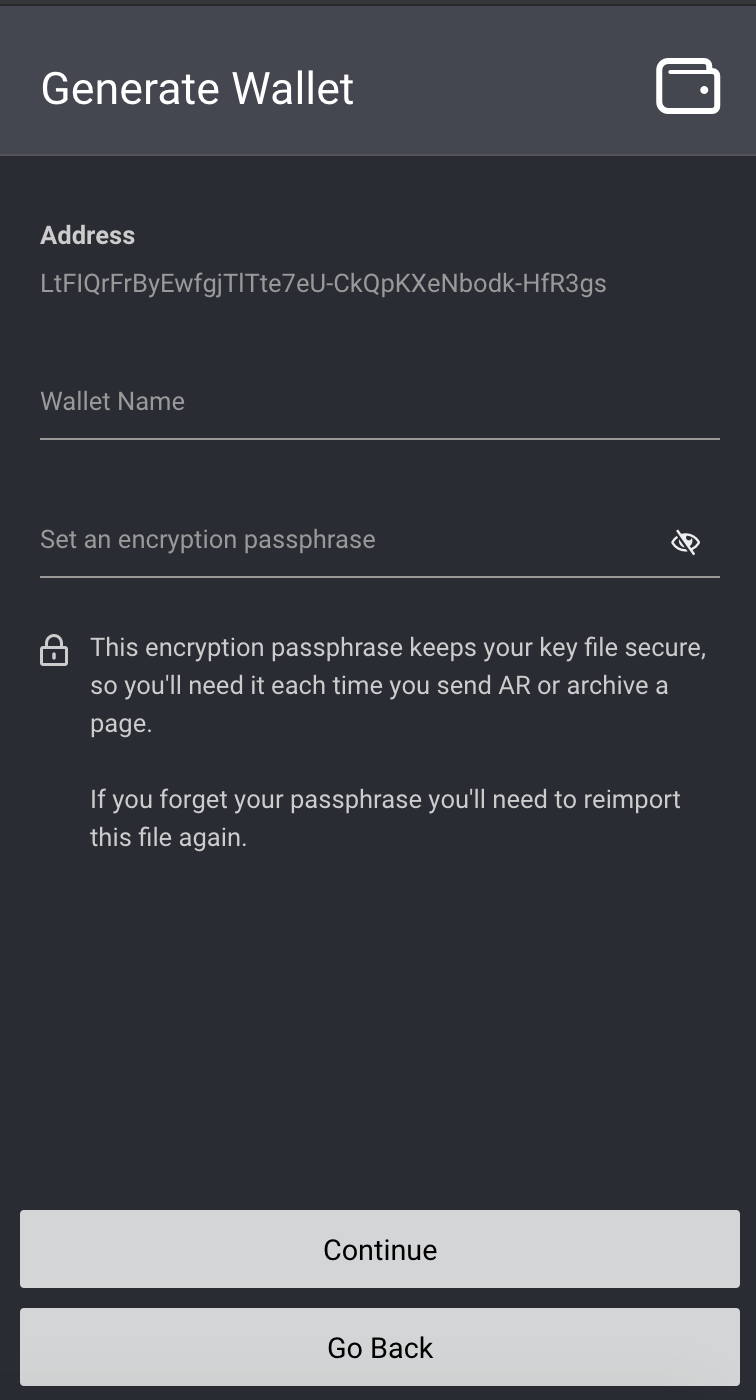 Generate Wallet
Address
LtFIQrFrByEwfgjTlTte7eU-CkQpKXeNbodk-HfR3gs
Wallet Name
Set an encryption passphrase
This encryption passphrase keeps your key file secure,
so you'll need it each time you send AR or archive a
page.
If you forget your passphrase you'll need to reimport
this file again.
Continue
Go Back